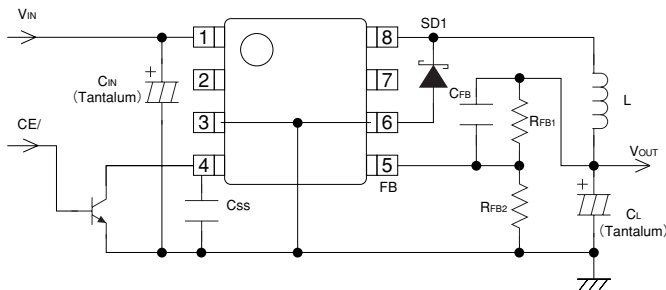 VIN
1
8
SD1
CIN
(Tantalum)
2
7
CFB
RFB1
L
3
6
CE/
4
5
FB
VOUT
CSS
RFB2
CL
(Tantalum)